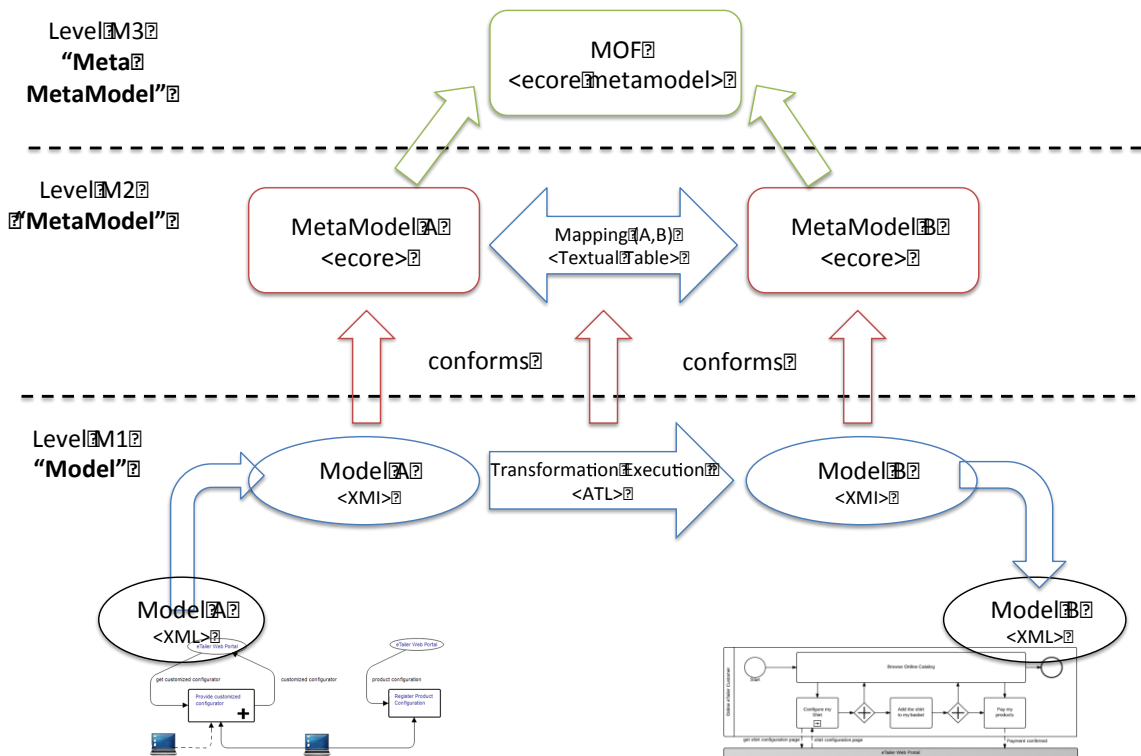 Level M3
“Meta
MetaModel”
MOF
<ecore metamodel>
Level M2
“MetaModel”
MetaModel A
<ecore>
Mapping (A,B)
<Textual Table>
MetaModel B
<ecore>
conforms
conforms
Level M1
“Model”
Model A
<XMI>
Transformation Execution
<ATL>
Model B
<XMI>
Model A
<XML>
Model B
<XML>
eTailer Web Portal
eTailer Web Portal
get customized configurator
customized configurator
product configuration
Provide customized
configurator
Register Product
Configuration
Online eTailer Customer
Start
Browse Online Catalog
Configure my
Shirt
Add the shirt
to my basket
Pay my
products
get shirt configuration page
shirt configuration page
Payment confirmed
eTailer Web Portal